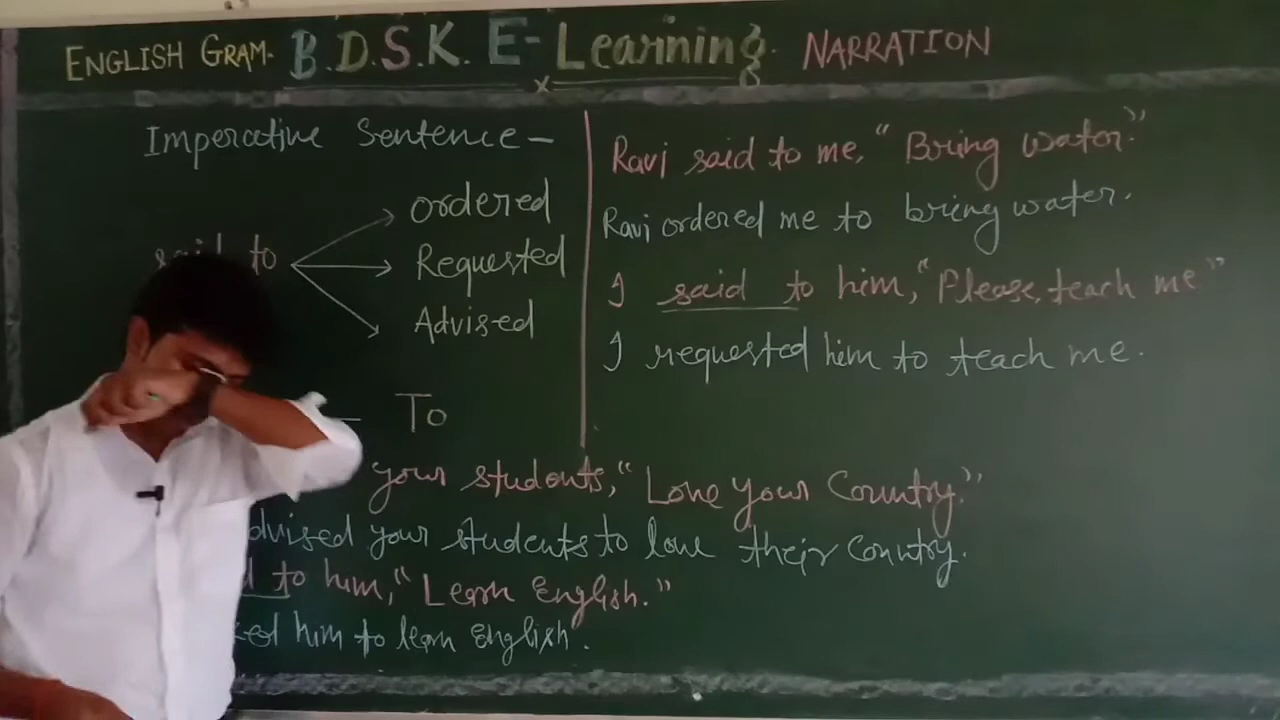 ENGLISH GRAM. B.D.S.K. E-Learning. NARRATION
Imperative Sentence -
said to
ordered
Requested
Advised
To
Ravi said to me, "Bring water."
Ravi ordered me to bring water.
I said to him, "Please, teach me"
I requested him to teach me.
your students, "Love Your Country."
advised your students to love their country.
to him, "Learn English."
him to learn English.